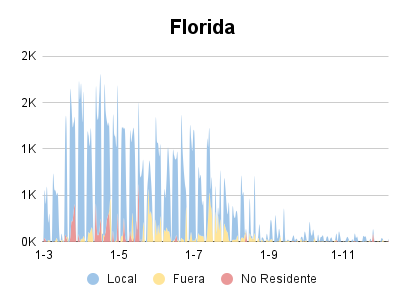 Florida
2K
2K
1K
1K
0K
1-3 1-5 1-7 1-9 1-11
Local Fuera No Residente